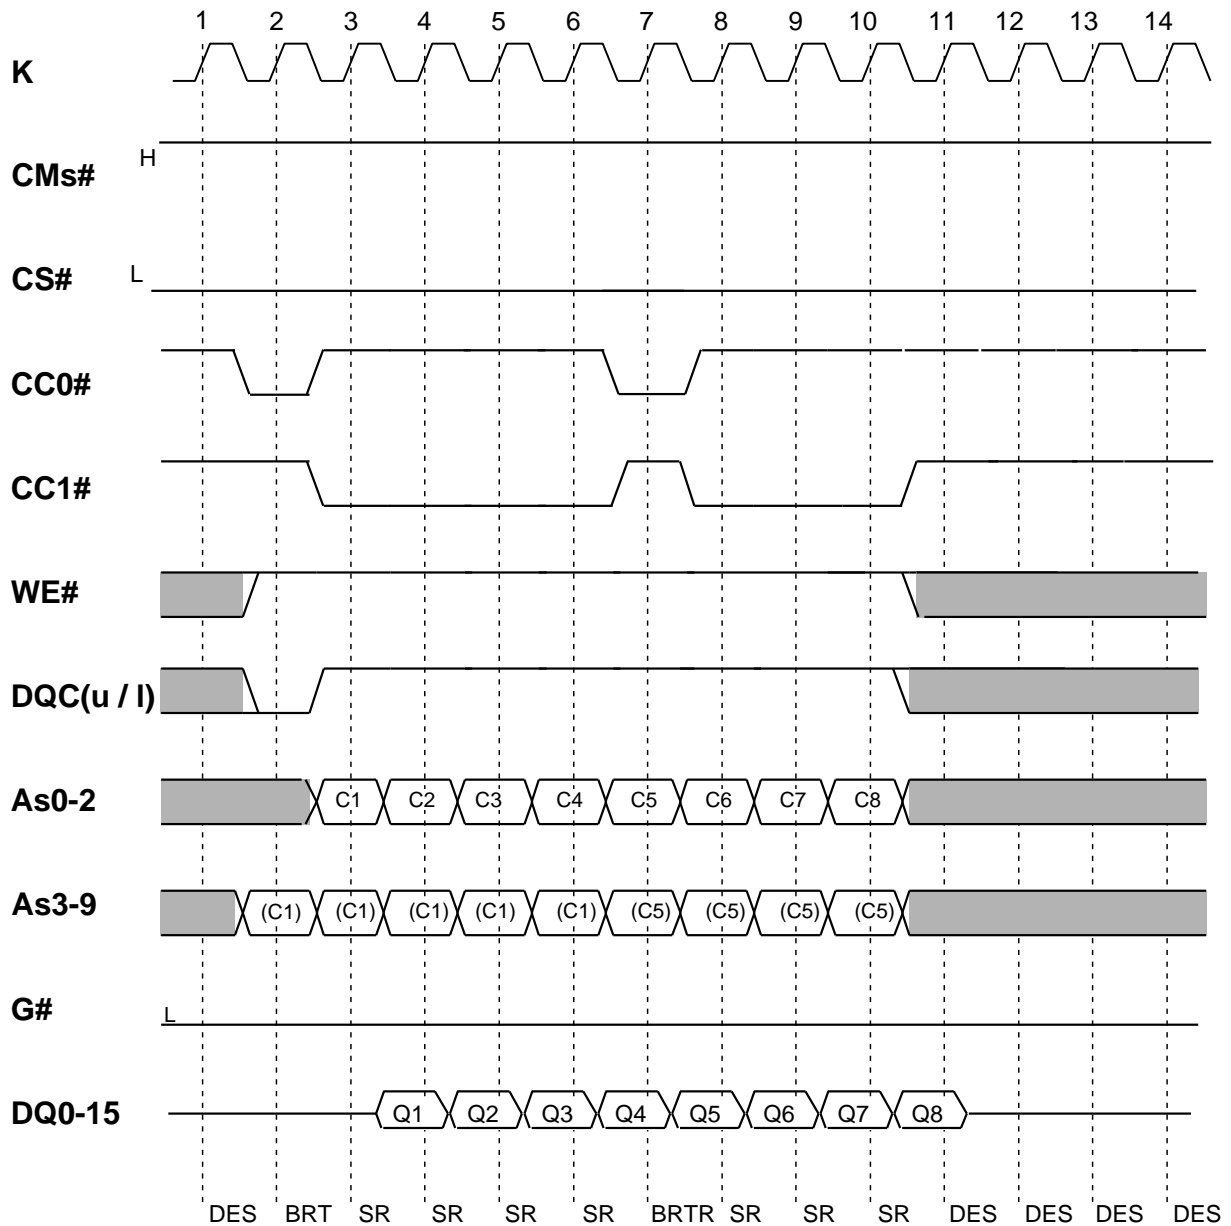 1 2 3 4 5 6 7 8 9 10 11 12 13 14
K
H
CMs#
CS# L
CC0#
CC1#
WE#
DQC(u / l)
As0-2 C1 C2 C3 C4 C5 C6 C7 C8
As3-9 (C1) (C1) (C1) (C1) (C1) (C5) (C5) (C5) (C5)
G# L
DQ0-15 Q1 Q2 Q3 Q4 Q5 Q6 Q7 Q8
DES BRT SR SR SR SR BRTR SR SR SR DES DES DES DES